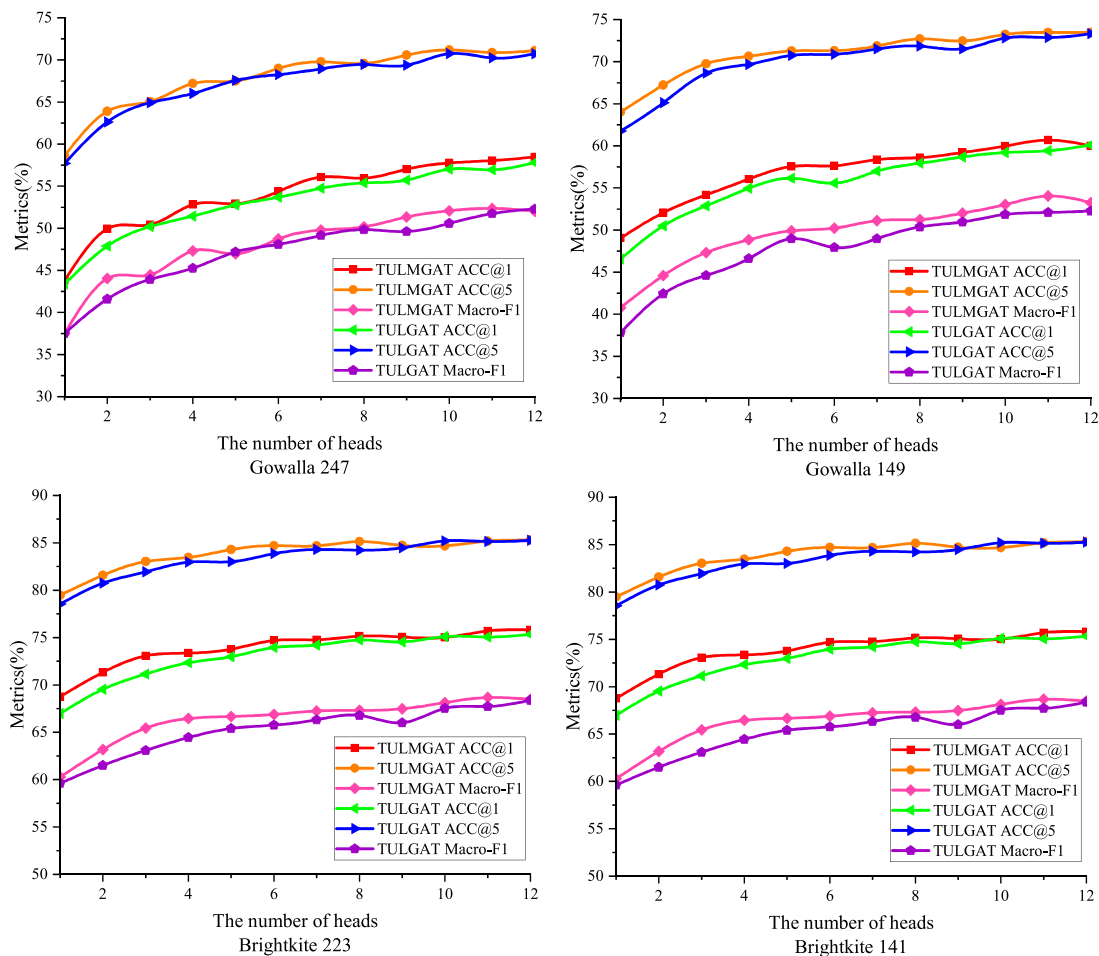 75
70
65
60
55
50
45
40
35
30
Metrics(%)
TULMGAT ACC@1
TULMGAT ACC@5
TULMGAT Macro-F1
TULGAT ACC@1
TULGAT ACC@5
TULGAT Macro-F1
2 4 6 8 10 12
The number of heads
Gowalla 247
75
70
65
60
55
50
45
40
35
30
Metrics(%)
TULMGAT ACC@1
TULMGAT ACC@5
TULMGAT Macro-F1
TULGAT ACC@1
TULGAT ACC@5
TULGAT Macro-F1
2 4 6 8 10 12
The number of heads
Gowalla 149
90
85
80
75
70
65
60
55
50
Metrics(%)
TULMGAT ACC@1
TULMGAT ACC@5
TULMGAT Macro-F1
TULGAT ACC@1
TULGAT ACC@5
TULGAT Macro-F1
2 4 6 8 10 12
The number of heads
Brightkite 223
90
85
80
75
70
65
60
55
50
Metrics(%)
TULMGAT ACC@1
TULMGAT ACC@5
TULMGAT Macro-F1
TULGAT ACC@1
TULGAT ACC@5
TULGAT Macro-F1
2 4 6 8 10 12
The number of heads
Brightkite 141